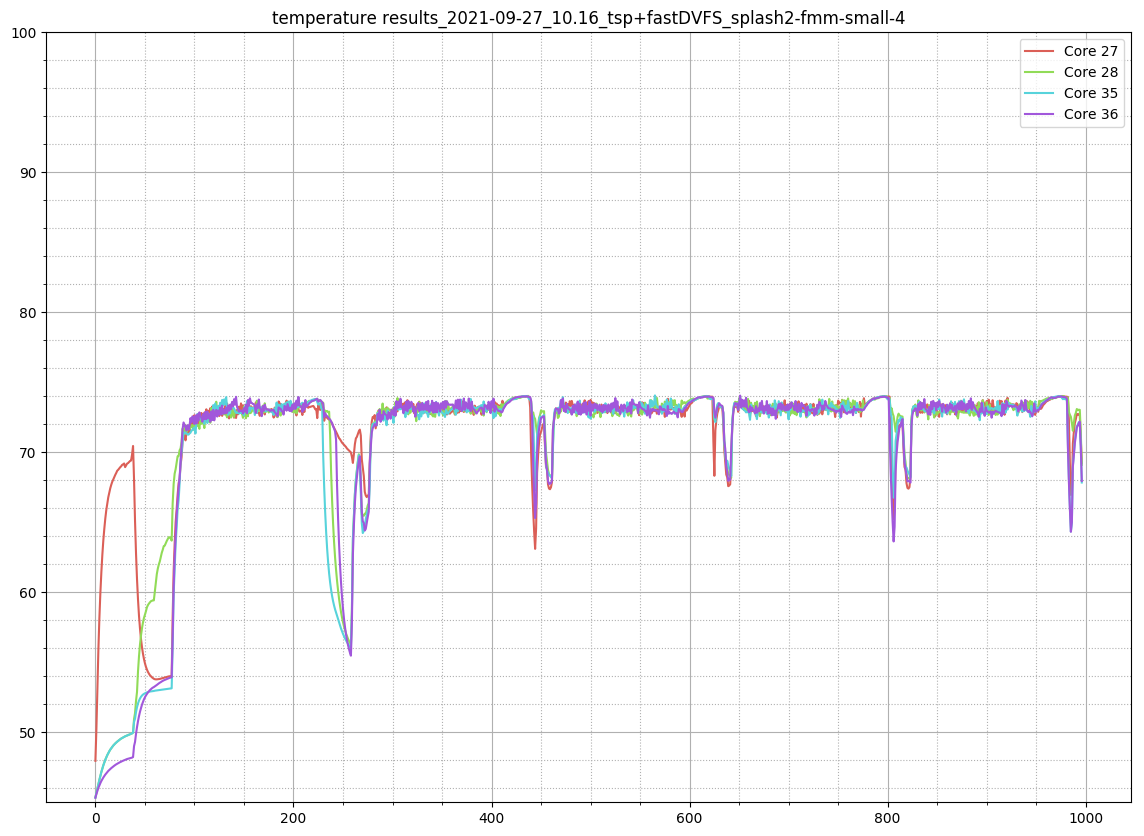 temperature results_2021-09-27_10.16_tsp+fastDVFS_splash2-fmm-small-4
Core 27
Core 28
Core 35
Core 36
100
90
80
70
60
50
0 200 400 600 800 1000